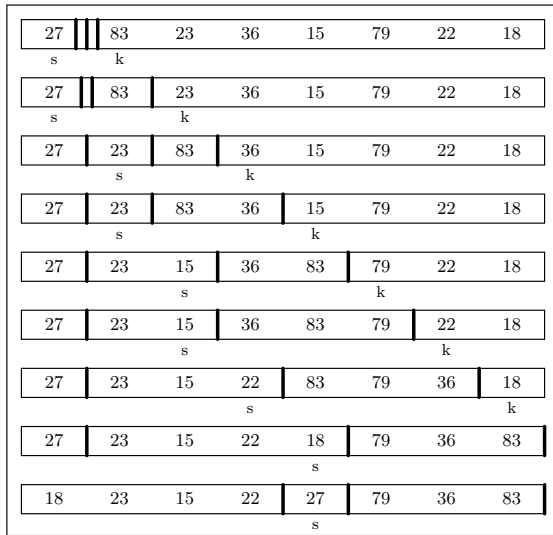 27 83 23 36 15 79 22 18
s k
27 83 23 36 15 79 22 18
s k
27 23 83 36 15 79 22 18
s k
27 23 83 36 15 79 22 18
s k
27 23 15 36 83 79 22 18
s k
27 23 15 36 83 79 22 18
s k
27 23 15 22 83 79 36 18
s k
27 23 15 22 18 79 36 83
s
18 23 15 22 27 79 36 83
s